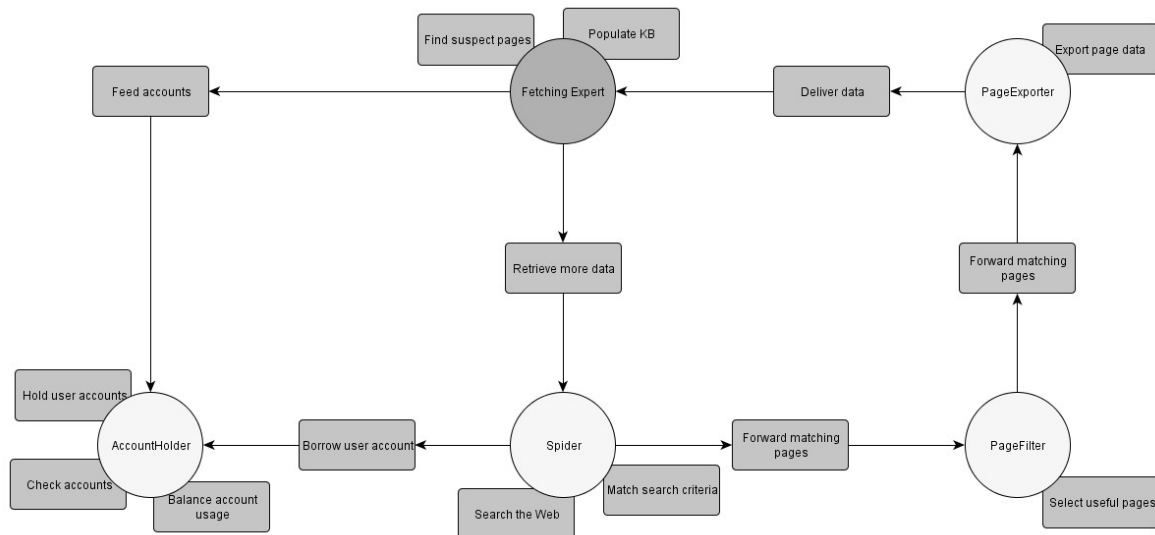 Find suspect pages
Populate KB
Feed accounts
Fetching Expert
Deliver data
PageExporter
Export page data
Retrieve more data
Forward matching
pages
Hold user accounts
AccountHolder
Check accounts
Balance account
usage
Borrow user account
Spider
Search the Web
Match search criteria
Forward matching
pages
PageFilter
Select useful pages